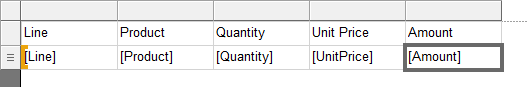 Line Product Quantity Unit Price Amount
[Line] [Product] [Quantity] [UnitPrice] [Amount]